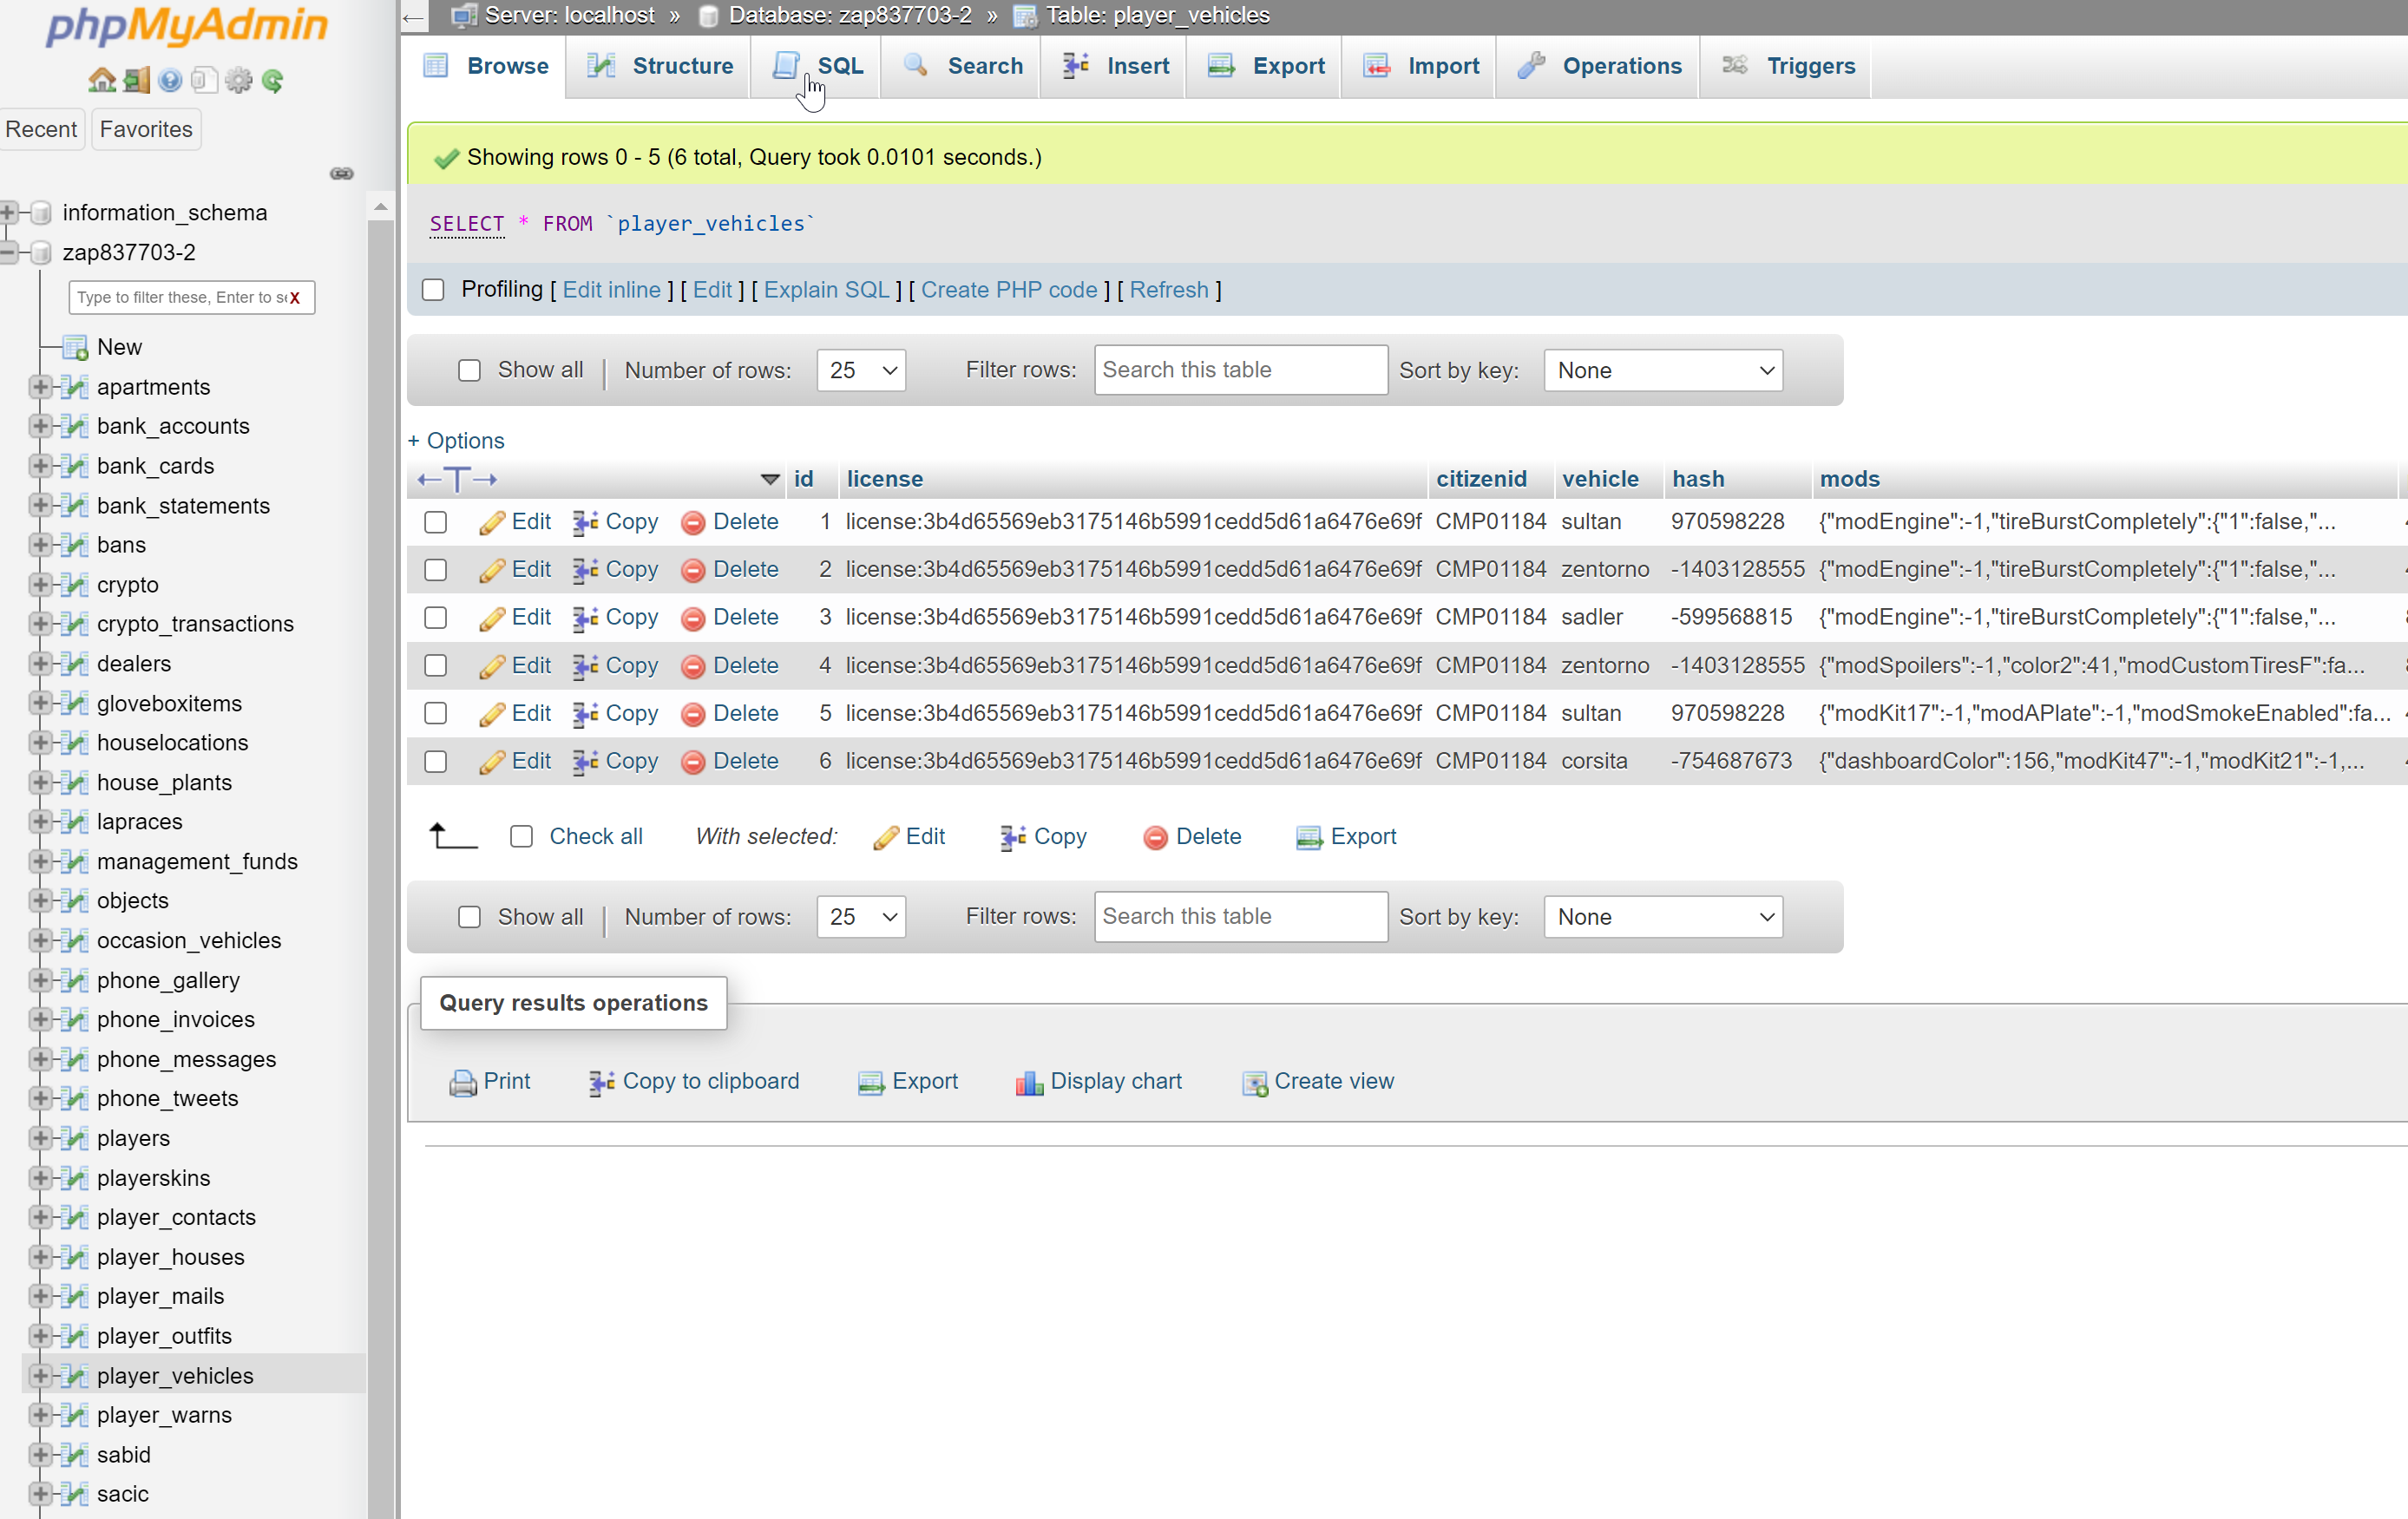 phpMyAdmin
Recent Favorites
information_schema
zap837703-2
Type to filter these, Enter to se X
New
apartments
bank_accounts
bank_cards
bank_statements
bans
crypto
crypto_transactions
dealers
gloveboxitems
houselocations
house_plants
lapraces
management_funds
objects
occasion_vehicles
phone_gallery
phone_invoices
phone_messages
phone_tweets
players
playerskins
player_contacts
player_houses
player_mails
player_outfits
player_vehicles
player_warns
sabid
sacic
Server: localhost » Database: zap837703-2 » Table: player_vehicles
Browse Structure SQL Search Insert Export Import Operations Triggers
Showing rows 0 - 5 (6 total, Query took 0.0101 seconds.)
SELECT * FROM `player_vehicles`
Profiling [ Edit inline ] [ Edit ] [ Explain SQL ] [ Create PHP code ] [ Refresh ]
Show all | Number of rows: 25 Filter rows: Search this table Sort by key: None
+ Options
←T→ id license citizenid vehicle hash mods
Edit Copy Delete 1 license:3b4d65569eb3175146b5991cedd5d61a6476e69f CMP01184 sultan 970598228 {"modEngine":-1,"tireBurstCompletely":{"1":false,"...
Edit Copy Delete 2 license:3b4d65569eb3175146b5991cedd5d61a6476e69f CMP01184 zentorno -1403128555 {"modEngine":-1,"tireBurstCompletely":{"1":false,"...
Edit Copy Delete 3 license:3b4d65569eb3175146b5991cedd5d61a6476e69f CMP01184 sadler -599568815 {"modEngine":-1,"tireBurstCompletely":{"1":false,"...
Edit Copy Delete 4 license:3b4d65569eb3175146b5991cedd5d61a6476e69f CMP01184 zentorno -1403128555 {"modSpoilers":-1,"color2":41,"modCustomTiresF":fa...
Edit Copy Delete 5 license:3b4d65569eb3175146b5991cedd5d61a6476e69f CMP01184 sultan 970598228 {"modKit17":-1,"modAPlate":-1,"modSmokeEnabled":fa...
Edit Copy Delete 6 license:3b4d65569eb3175146b5991cedd5d61a6476e69f CMP01184 corsita -754687673 {"dashboardColor":156,"modKit47":-1,"modKit21":-1,...
Check all With selected: Edit Copy Delete Export
Show all | Number of rows: 25 Filter rows: Search this table Sort by key: None
Query results operations
Print Copy to clipboard Export Display chart Create view